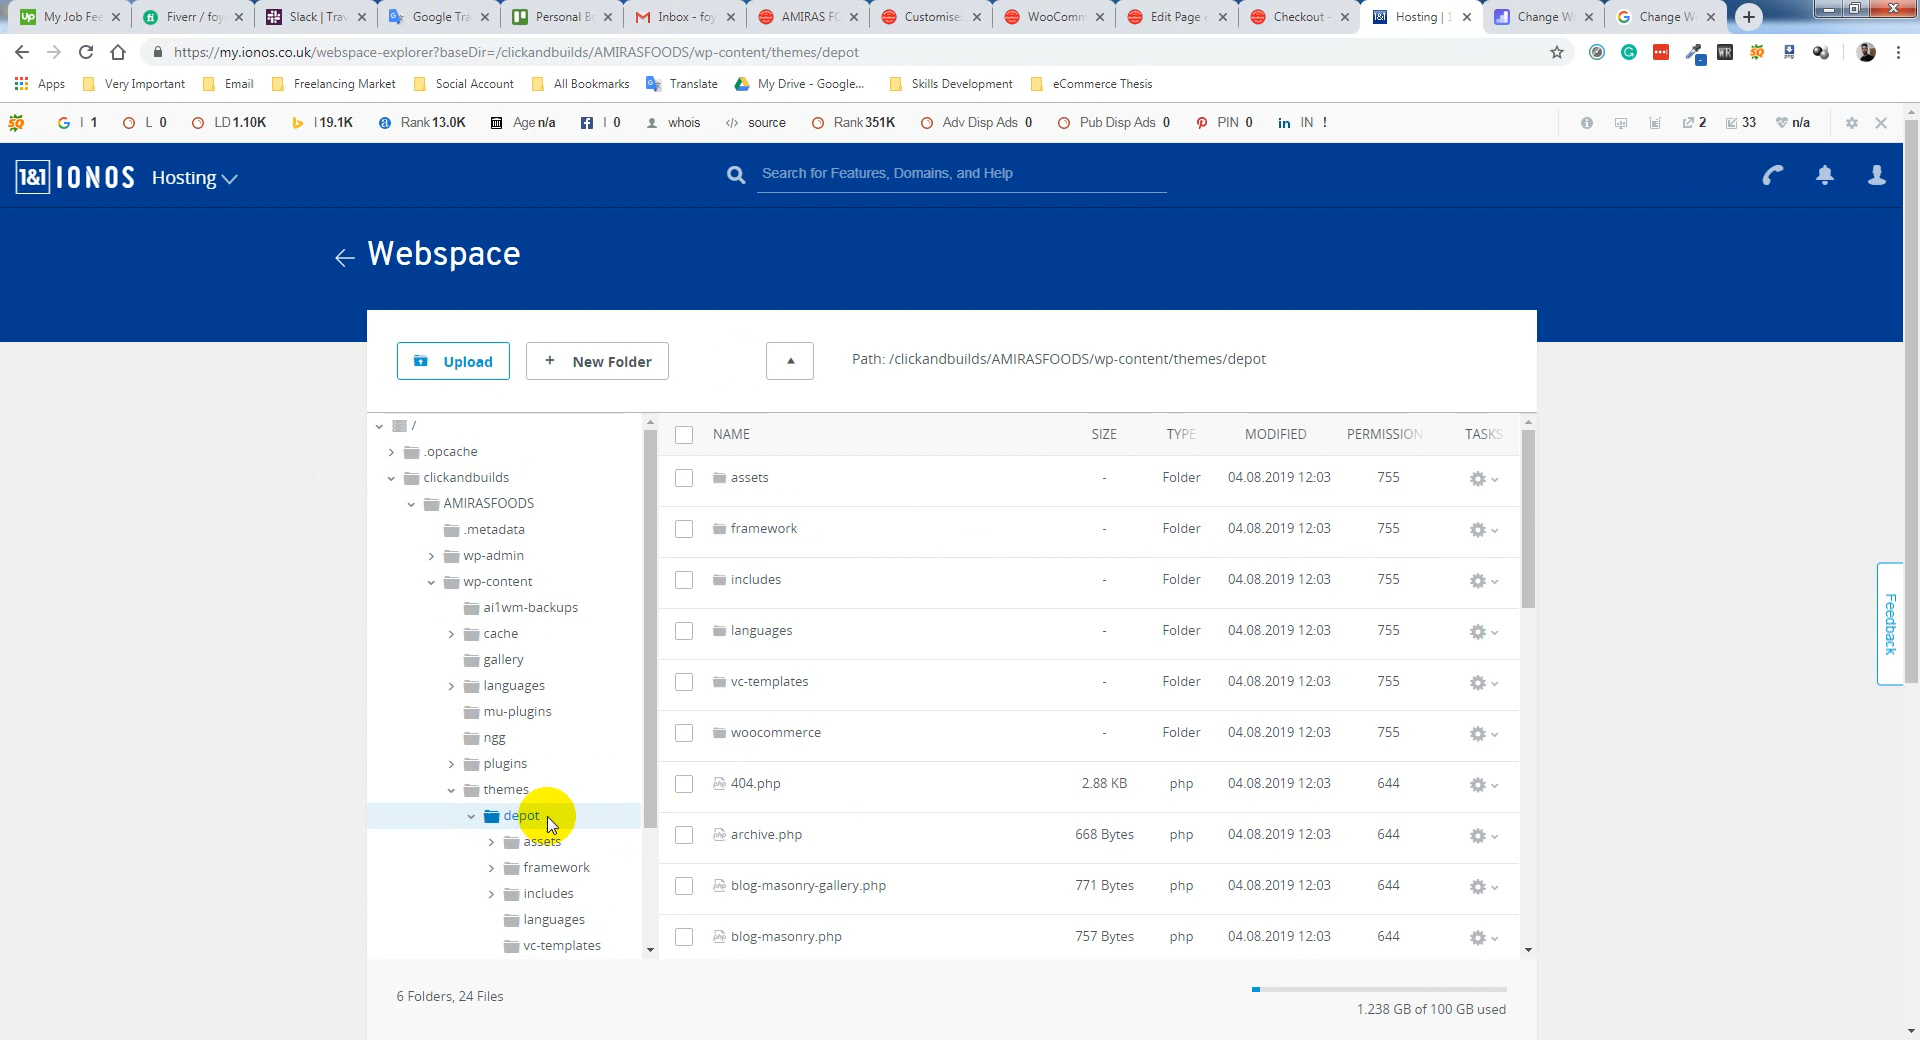 My Job Fee
Fiverr / foy
Slack | Trav
Google Tra
Personal B
Inbox - foy
AMIRAS FO
Customise:
WooComm
Edit Page
Checkout -
Hosting | 1
Change W
Change W
https://my.ionos.co.uk/webspace-explorer?baseDir=/clickandbuilds/AMIRASFOODS/wp-content/themes/depot
Apps
Very Important
Email
Freelancing Market
Social Account
All Bookmarks
Translate
My Drive - Google...
Skills Development
eCommerce Thesis
I 1
L 0
LD 1.10K
I 19.1K
Rank 13.0K
Age n/a
I 0
whois
source
Rank 351K
Adv Disp Ads 0
Pub Disp Ads 0
PIN 0
IN !
2
33
n/a
1&1 IONOS
Hosting
Search for Features, Domains, and Help
Webspace
Upload
+ New Folder
Path: /clickandbuilds/AMIRASFOODS/wp-content/themes/depot
/
.opcache
clickandbuilds
AMIRASFOODS
.metadata
wp-admin
wp-content
ai1wm-backups
cache
gallery
languages
mu-plugins
ngg
plugins
themes
depot
assets
framework
includes
languages
vc-templates
NAME SIZE TYPE MODIFIED PERMISSION TASKS
assets - Folder 04.08.2019 12:03 755
framework - Folder 04.08.2019 12:03 755
includes - Folder 04.08.2019 12:03 755
languages - Folder 04.08.2019 12:03 755
vc-templates - Folder 04.08.2019 12:03 755
woocommerce - Folder 04.08.2019 12:03 755
404.php 2.88 KB php 04.08.2019 12:03 644
archive.php 668 Bytes php 04.08.2019 12:03 644
blog-masonry-gallery.php 771 Bytes php 04.08.2019 12:03 644
blog-masonry.php 757 Bytes php 04.08.2019 12:03 644
6 Folders, 24 Files
1.238 GB of 100 GB used
Feedback